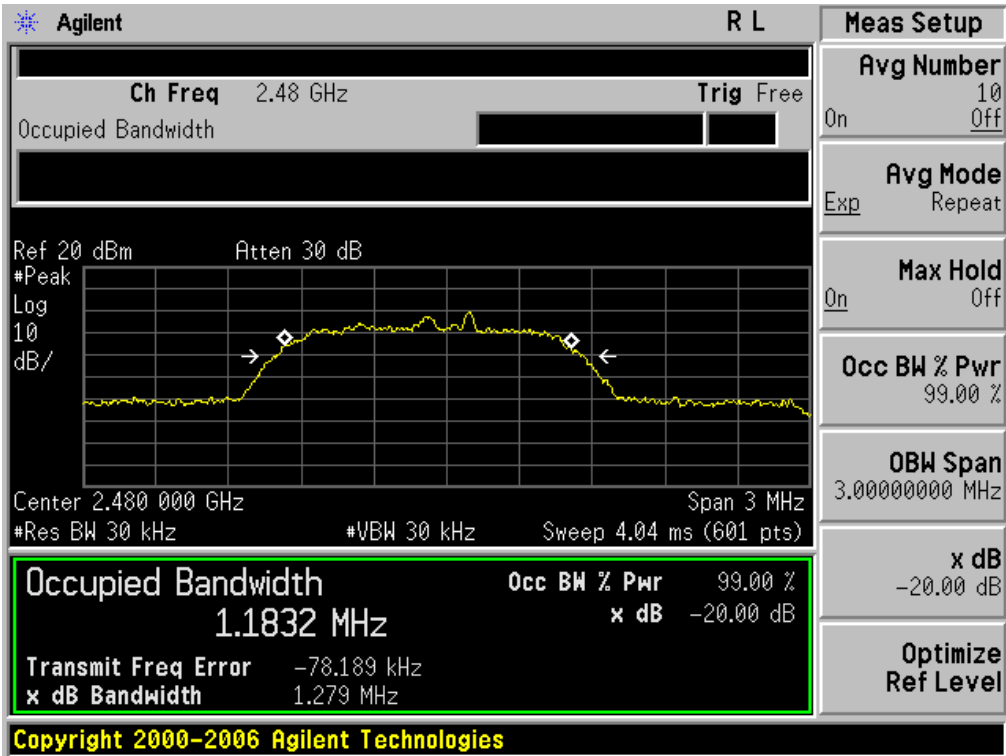 Agilent R L
Ch Freq 2.48 GHz Trig Free
Occupied Bandwidth
Ref 20 dBm Atten 30 dB
#Peak
Log
10
dB/
Center 2.480 000 GHz Span 3 MHz
#Res BW 30 kHz #VBW 30 kHz Sweep 4.04 ms (601 pts)
Occupied Bandwidth Occ BW % Pwr 99.00 %
1.1832 MHz x dB -20.00 dB
Transmit Freq Error -78.189 kHz
x dB Bandwidth 1.279 MHz
Copyright 2000-2006 Agilent Technologies
Meas Setup
Avg Number
10
On Off
Avg Mode
Exp Repeat
Max Hold
On Off
Occ BW % Pwr
99.00 %
OBW Span
3.00000000 MHz
x dB
-20.00 dB
Optimize
Ref Level